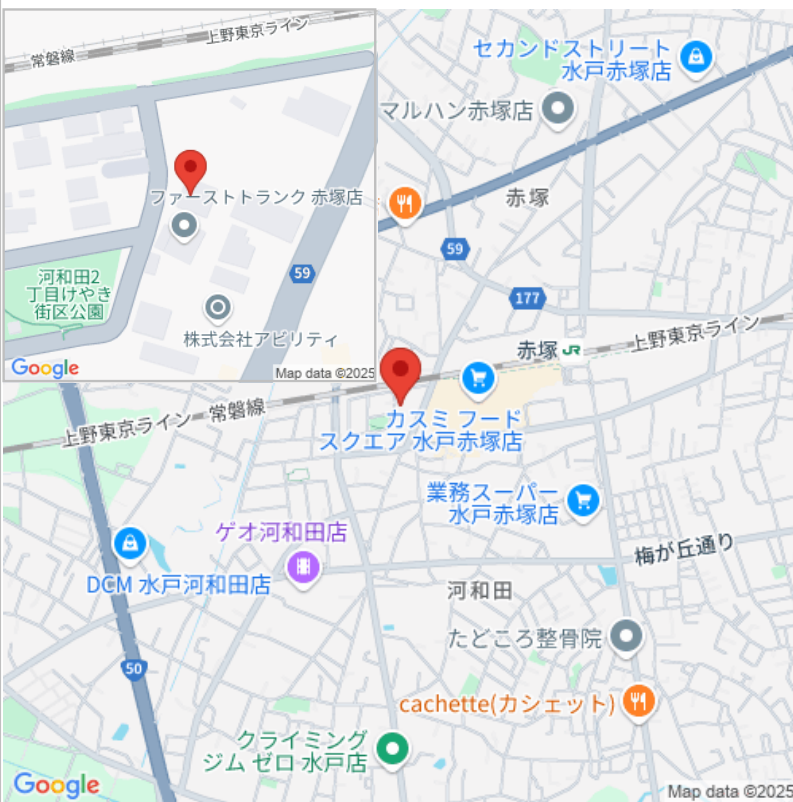 上野東京ライン
常磐線
ファーストトランク 赤塚店
59
河和田2
丁目けやき
街区公園
株式会社アビリティ
Google
Map data ©2025
セカンドストリート
水戸赤塚店
マルハン赤塚店
赤塚
59
177
赤塚
JR
上野東京ライン
カスミ フード
スクエア 水戸赤塚店
上野東京ライン 常磐線
業務スーパー
水戸赤塚店
ゲオ河和田店
梅が丘通り
DCM 水戸河和田店
河和田
たどころ整骨院
50
cachette(カシェット)
クライミング
ジム ゼロ 水戸店
Google
Map data ©2025